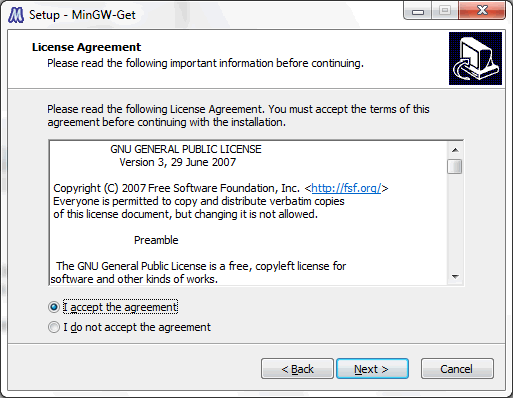 Setup - MinGW-Get
License Agreement
Please read the following important information before continuing.
Please read the following License Agreement. You must accept the terms of this
agreement before continuing with the installation.
GNU GENERAL PUBLIC LICENSE
Version 3, 29 June 2007
Copyright (C) 2007 Free Software Foundation, Inc. <http://fsf.org/>
Everyone is permitted to copy and distribute verbatim copies
of this license document, but changing it is not allowed.
Preamble
The GNU General Public License is a free, copyleft license for
software and other kinds of works.
I accept the agreement
I do not accept the agreement
< Back Next > Cancel